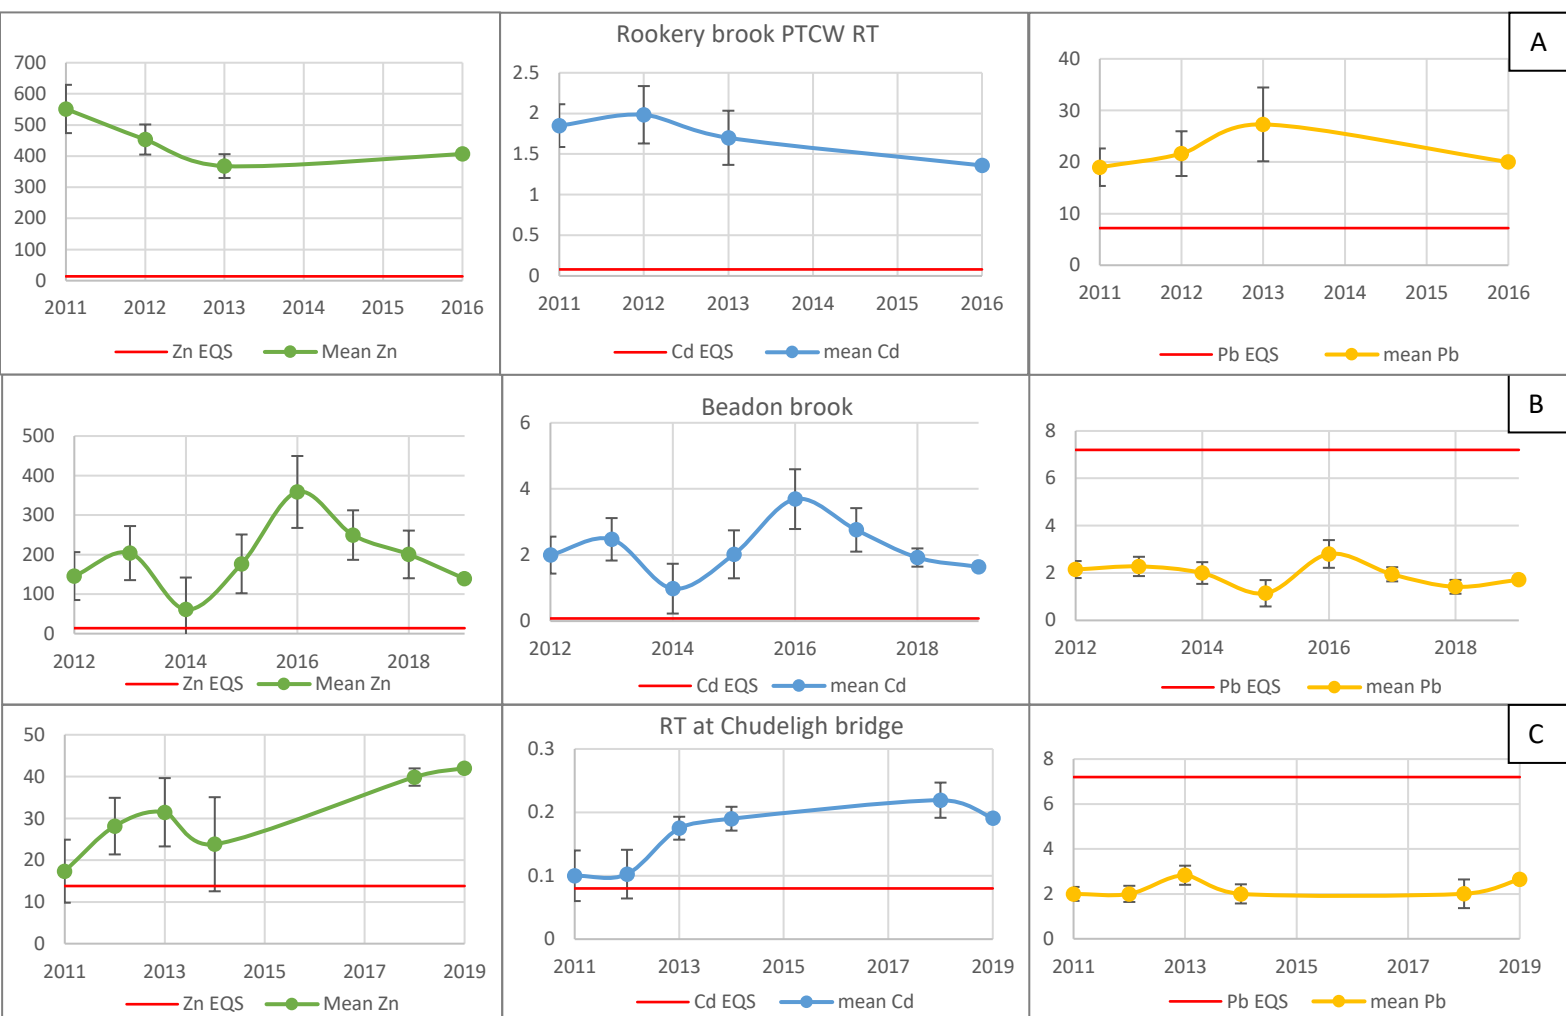 Rookery brook PTCW RT
A
700
600
500
400
300
200
100
0
2011 2012 2013 2014 2015 2016
Zn EQS Mean Zn
2.5
2
1.5
1
0.5
0
2011 2012 2013 2014 2015 2016
Cd EQS mean Cd
40
30
20
10
0
2011 2012 2013 2014 2015 2016
Pb EQS mean Pb
Beadon brook
B
500
400
300
200
100
0
2012 2014 2016 2018
Zn EQS Mean Zn
6
4
2
0
2012 2014 2016 2018
Cd EQS mean Cd
8
6
4
2
0
2012 2014 2016 2018
Pb EQS mean Pb
RT at Chudeligh bridge
C
50
40
30
20
10
0
2011 2013 2015 2017 2019
Zn EQS Mean Zn
0.3
0.2
0.1
0
2011 2013 2015 2017 2019
Cd EQS mean Cd
8
6
4
2
0
2011 2013 2015 2017 2019
Pb EQS mean Pb